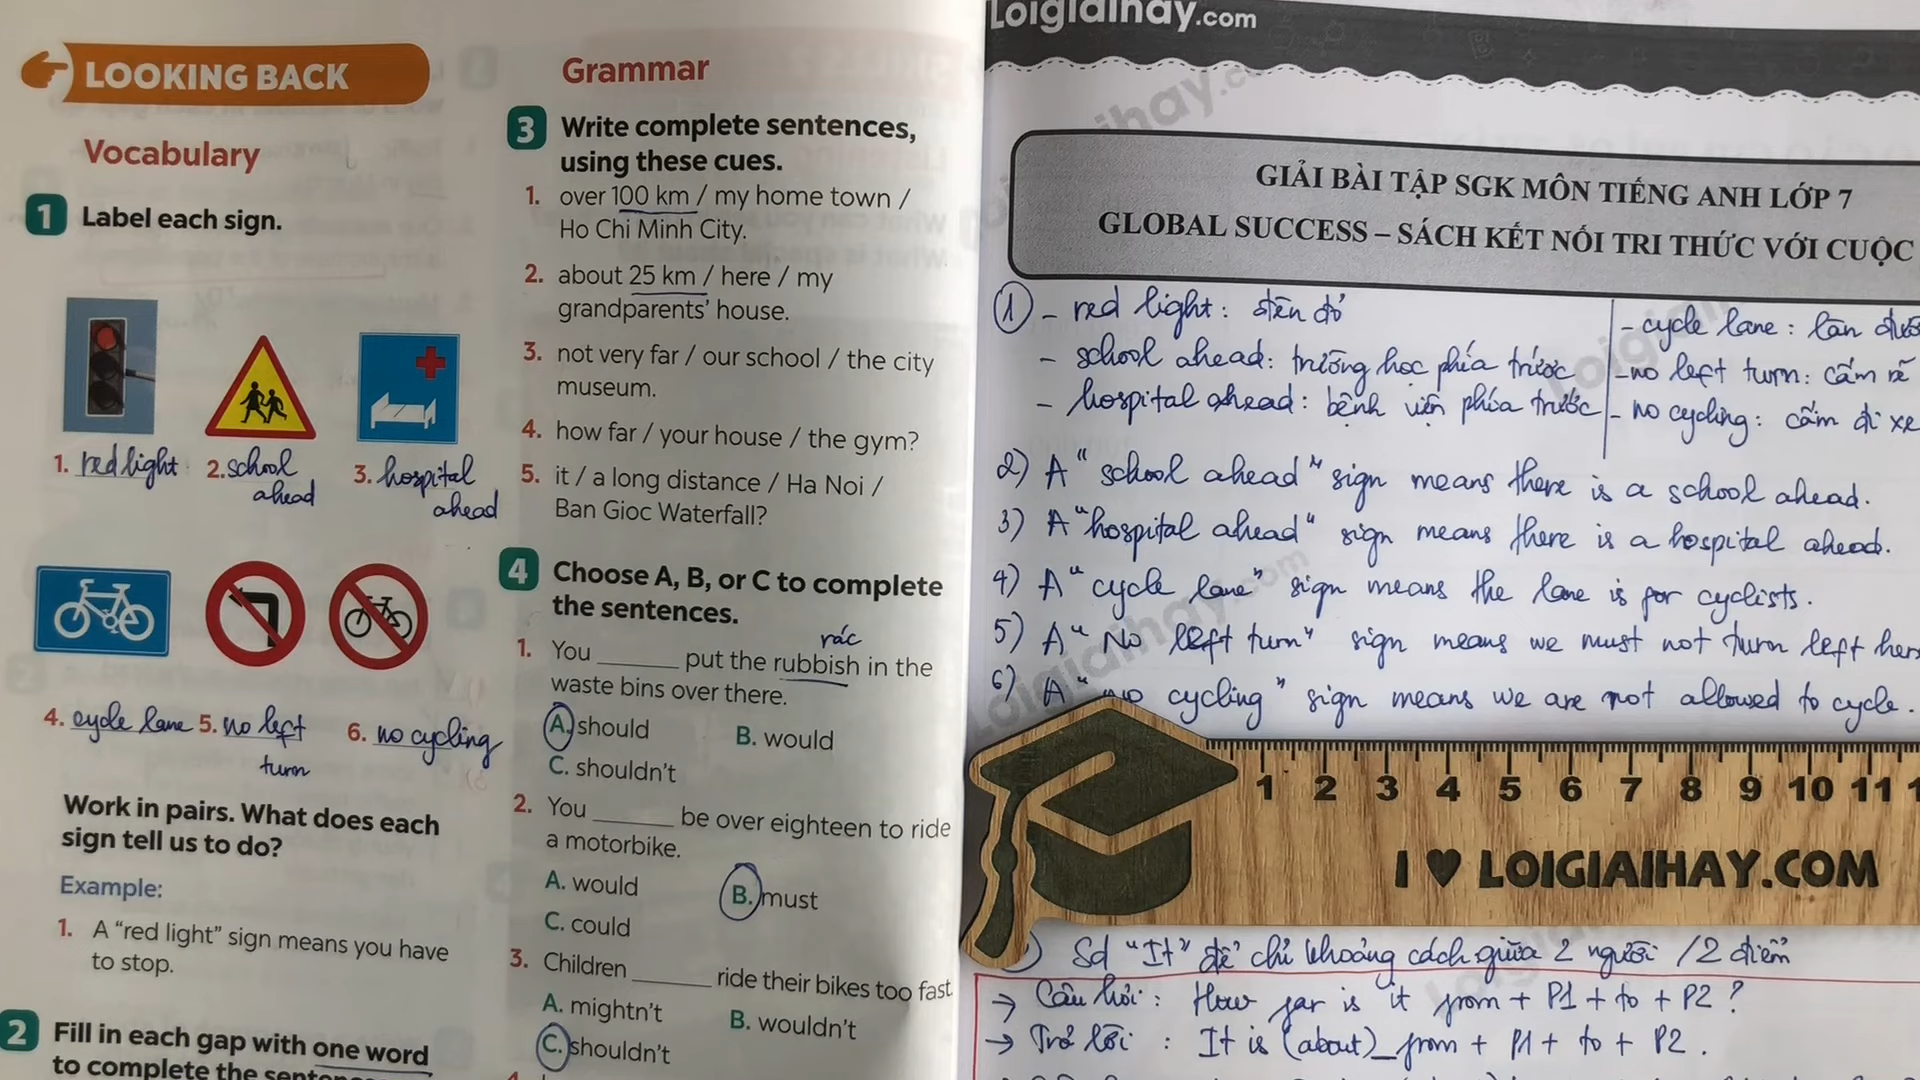 LOOKING BACK
Vocabulary
1 Label each sign.
1. red light 2. school ahead 3. hospital ahead
4. cycle lane 5. no left turn 6. no cycling
Work in pairs. What does each
sign tell us to do?
Example:
1. A “red light” sign means you have
to stop.
2 Fill in each gap with one word
to complete the
Grammar
3 Write complete sentences,
using these cues.
1. over 100 km / my home town /
Ho Chi Minh City.
2. about 25 km / here / my
grandparents’ house.
3. not very far / our school / the city
museum.
4. how far / your house / the gym?
5. it / a long distance / Ha Noi /
Ban Gioc Waterfall?
4 Choose A, B, or C to complete
the sentences.
rác
1. You ______ put the rubbish in the
waste bins over there.
A. should B. would
C. shouldn’t
2. You ______ be over eighteen to ride
a motorbike.
A. would B. must
C. could
3. Children ______ ride their bikes too fast.
A. mightn’t B. wouldn’t
C. shouldn’t
Loigiaihay.com
GIẢI BÀI TẬP SGK MÔN TIẾNG ANH LỚP 7
GLOBAL SUCCESS – SÁCH KẾT NỐI TRI THỨC VỚI CUỘC
1 - red light: đèn đỏ
- school ahead: trường học phía trước
- hospital ahead: bệnh viện phía trước
- cycle lane: làn
- no left turn: cấm rẽ
- no cycling: cấm đi xe
2) A “school ahead” sign means there is a school ahead.
3) A “hospital ahead” sign means there is a hospital ahead.
4) A “cycle lane” sign means the lane is for cyclists.
5) A “No left turn” sign means we must not turn left here
6) A “no cycling” sign means we are not allowed to cycle.
1 2 3 4 5 6 7 8 9 10 11
I ♥ LOIGIAIHAY.COM
Sd “It” để chỉ khoảng cách giữa 2 người / 2 điểm
→ Câu hỏi: How far is it from + P1 + to + P2?
→ Trả lời: It is (about)_from + P1 + to + P2.